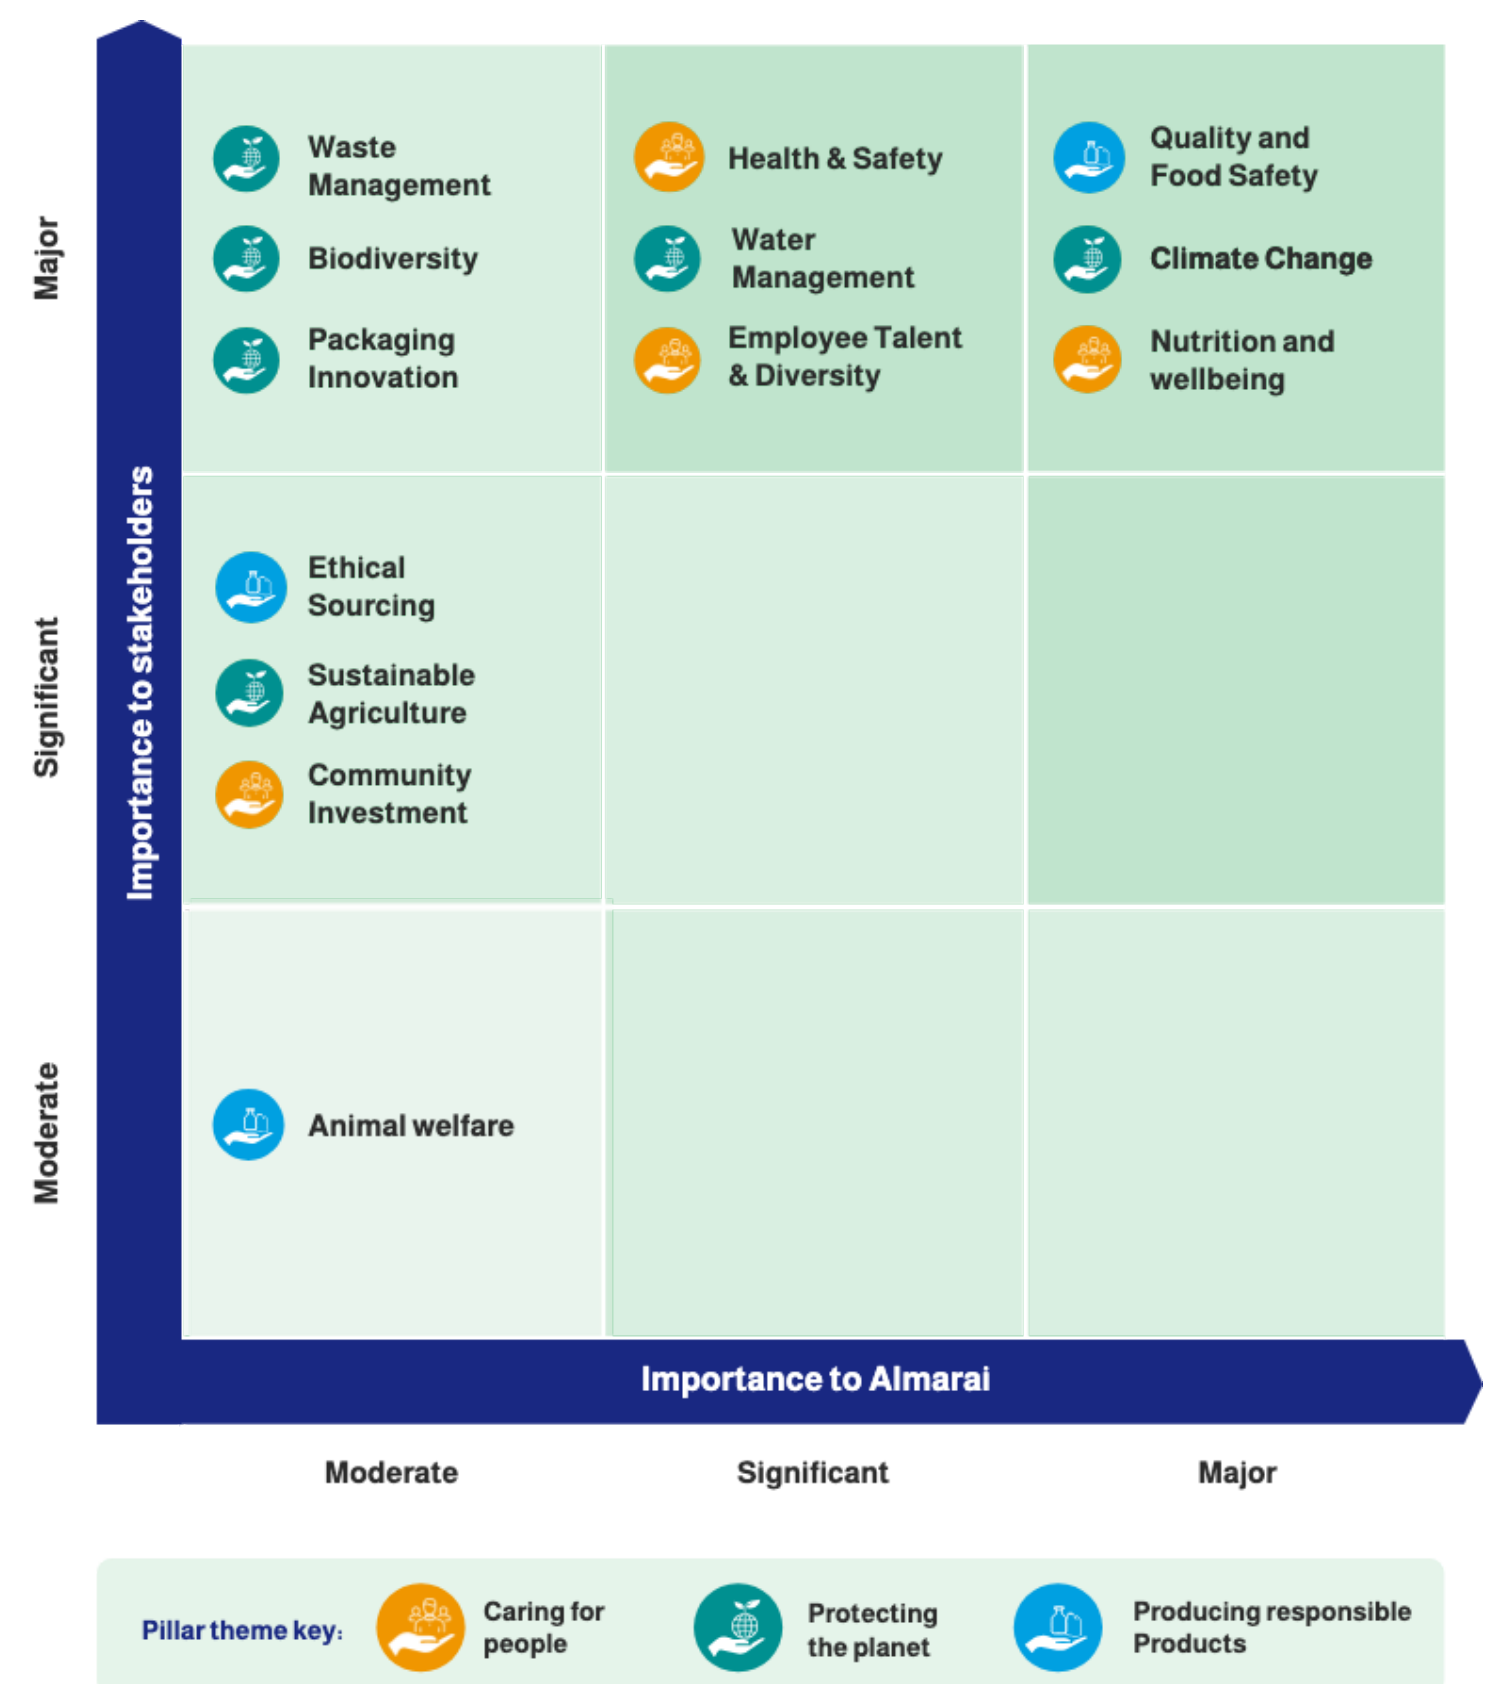 Major
Significant
Moderate
Importance to stakeholders
Waste
Management
Biodiversity
Packaging
Innovation
Health & Safety
Water
Management
Employee Talent
& Diversity
Quality and
Food Safety
Climate Change
Nutrition and
wellbeing
Ethical
Sourcing
Sustainable
Agriculture
Community
Investment
Animal welfare
Importance to Almarai
Moderate
Significant
Major
Pillar theme key:
Caring for
people
Protecting
the planet
Producing responsible
Products